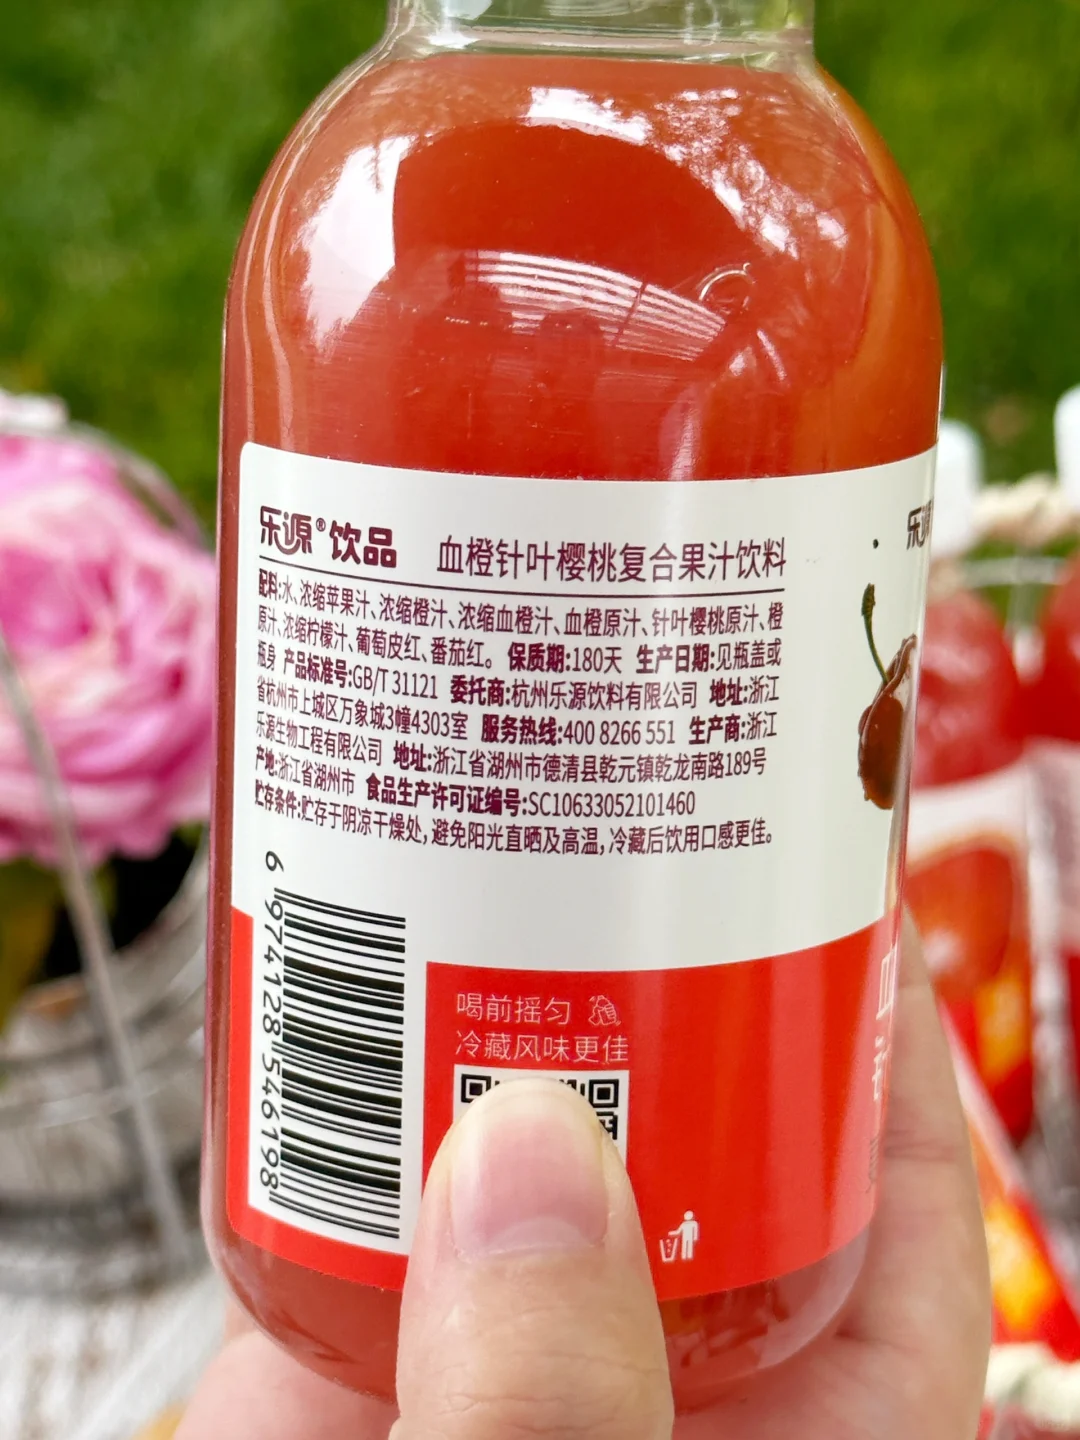 乐源®饮品 血橙针叶樱桃复合果汁饮料
配料:水、浓缩苹果汁、浓缩橙汁、浓缩血橙汁、血橙原汁、针叶樱桃原汁、橙
原汁、浓缩柠檬汁、葡萄皮红、番茄红。 保质期:180天 生产日期:见瓶盖或
瓶身 产品标准号:GB/T 31121 委托商:杭州乐源饮料有限公司 地址:浙江
省杭州市上城区万象城3幢4303室 服务热线:400 8266 551 生产商:浙江
乐源生物工程有限公司 地址:浙江省湖州市德清县乾元镇乾龙南路189号
产地:浙江省湖州市 食品生产许可证编号:SC10633052101460
贮存条件:贮存于阴凉干燥处,避免阳光直晒及高温,冷藏后饮用口感更佳。
6 974128 546198
喝前摇匀
冷藏风味更佳
乐源